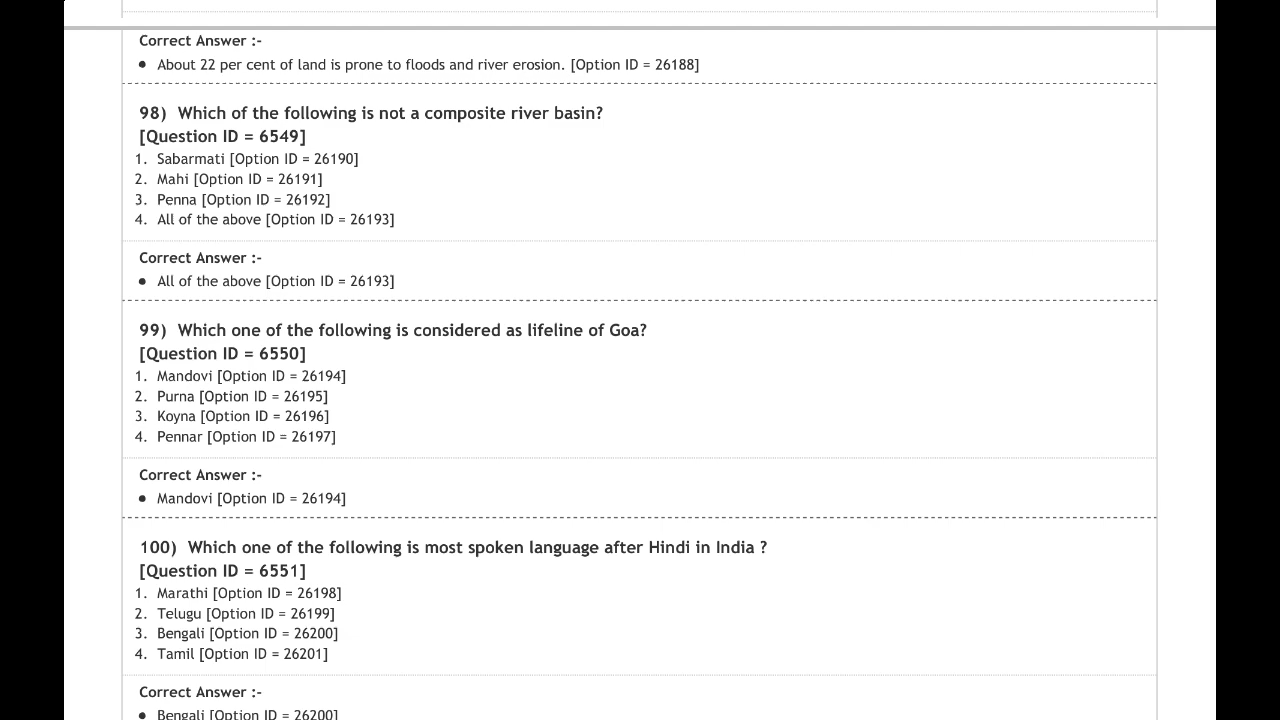 Correct Answer :-
● About 22 per cent of land is prone to floods and river erosion. [Option ID = 26188]
98) Which of the following is not a composite river basin?
[Question ID = 6549]
1. Sabarmati [Option ID = 26190]
2. Mahi [Option ID = 26191]
3. Penna [Option ID = 26192]
4. All of the above [Option ID = 26193]
Correct Answer :-
● All of the above [Option ID = 26193]
99) Which one of the following is considered as lifeline of Goa?
[Question ID = 6550]
1. Mandovi [Option ID = 26194]
2. Purna [Option ID = 26195]
3. Koyna [Option ID = 26196]
4. Pennar [Option ID = 26197]
Correct Answer :-
● Mandovi [Option ID = 26194]
100) Which one of the following is most spoken language after Hindi in India ?
[Question ID = 6551]
1. Marathi [Option ID = 26198]
2. Telugu [Option ID = 26199]
3. Bengali [Option ID = 26200]
4. Tamil [Option ID = 26201]
Correct Answer :-
● Bengali [Option ID = 26200]